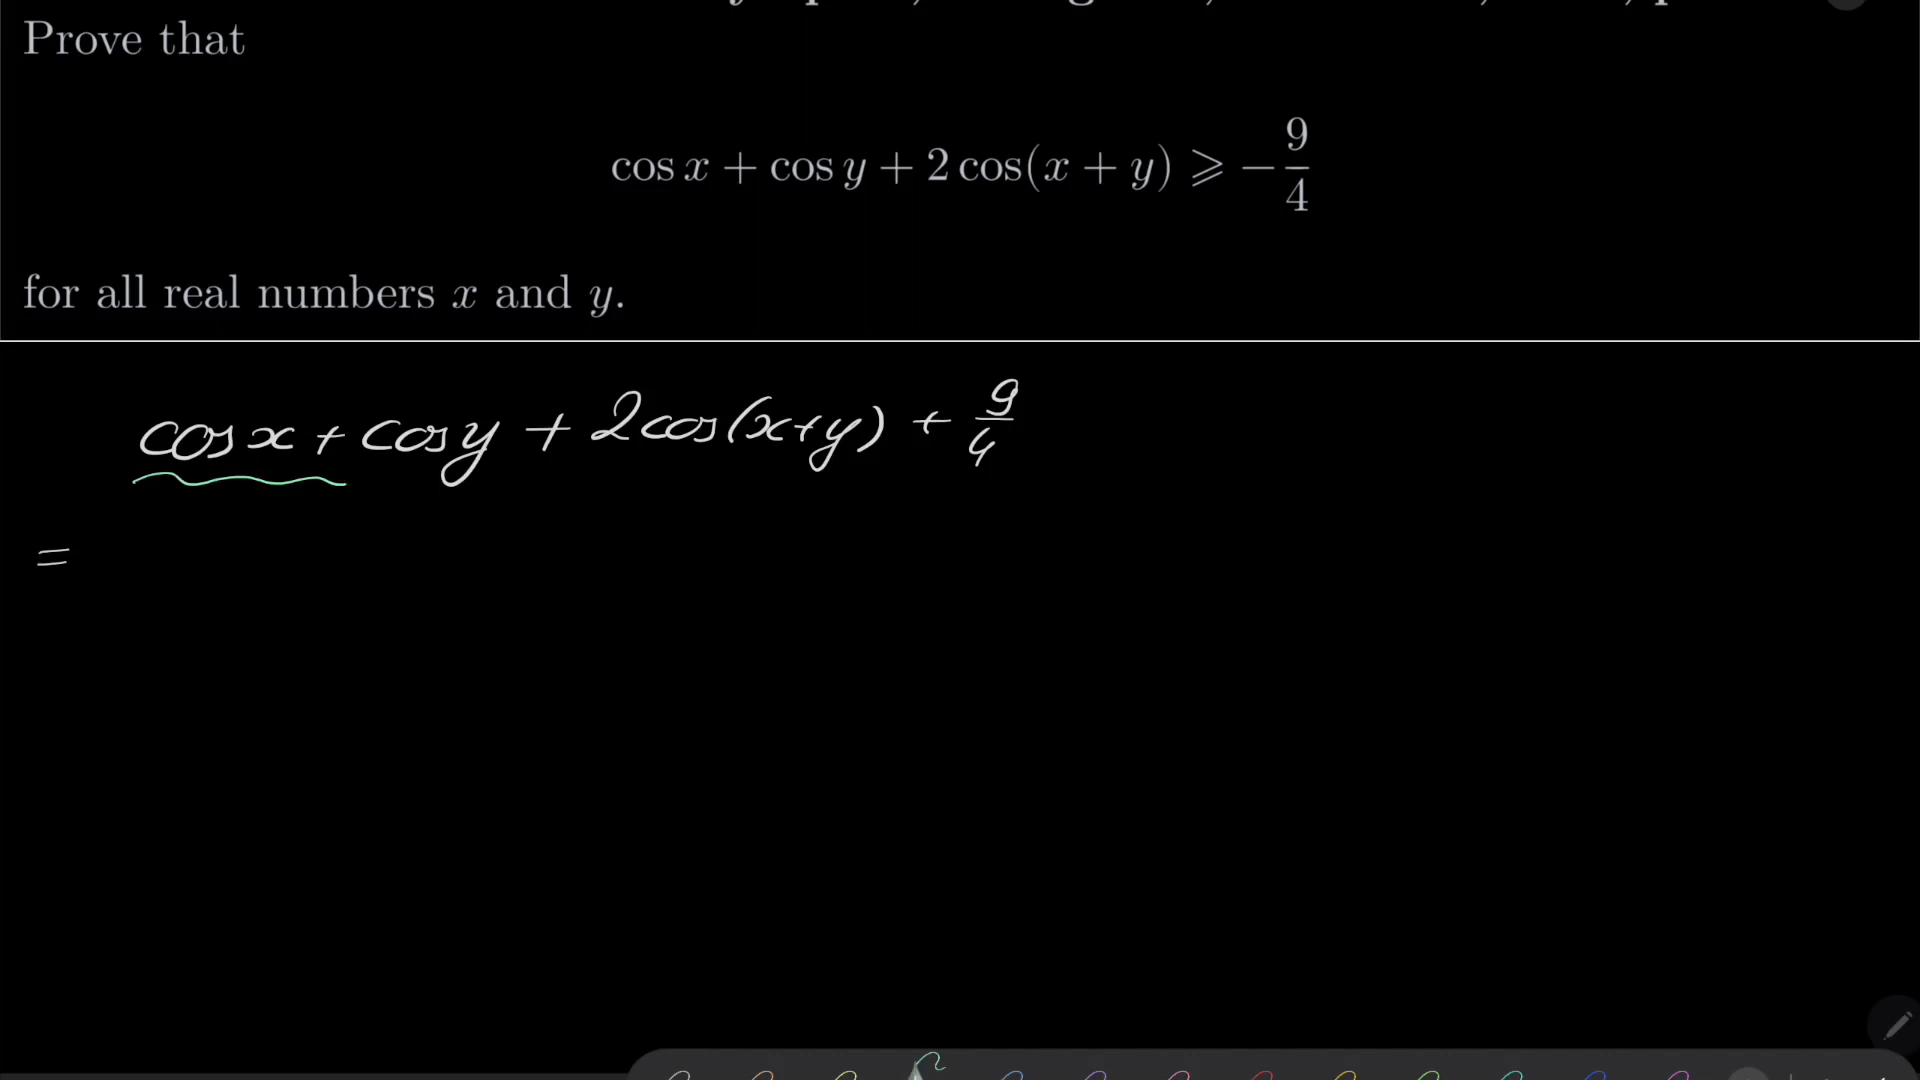 Prove that
cos x + cos y + 2 cos(x + y) ⩾ −9/4
for all real numbers x and y.
cos x + cos y + 2cos(x+y) + 9/4
=